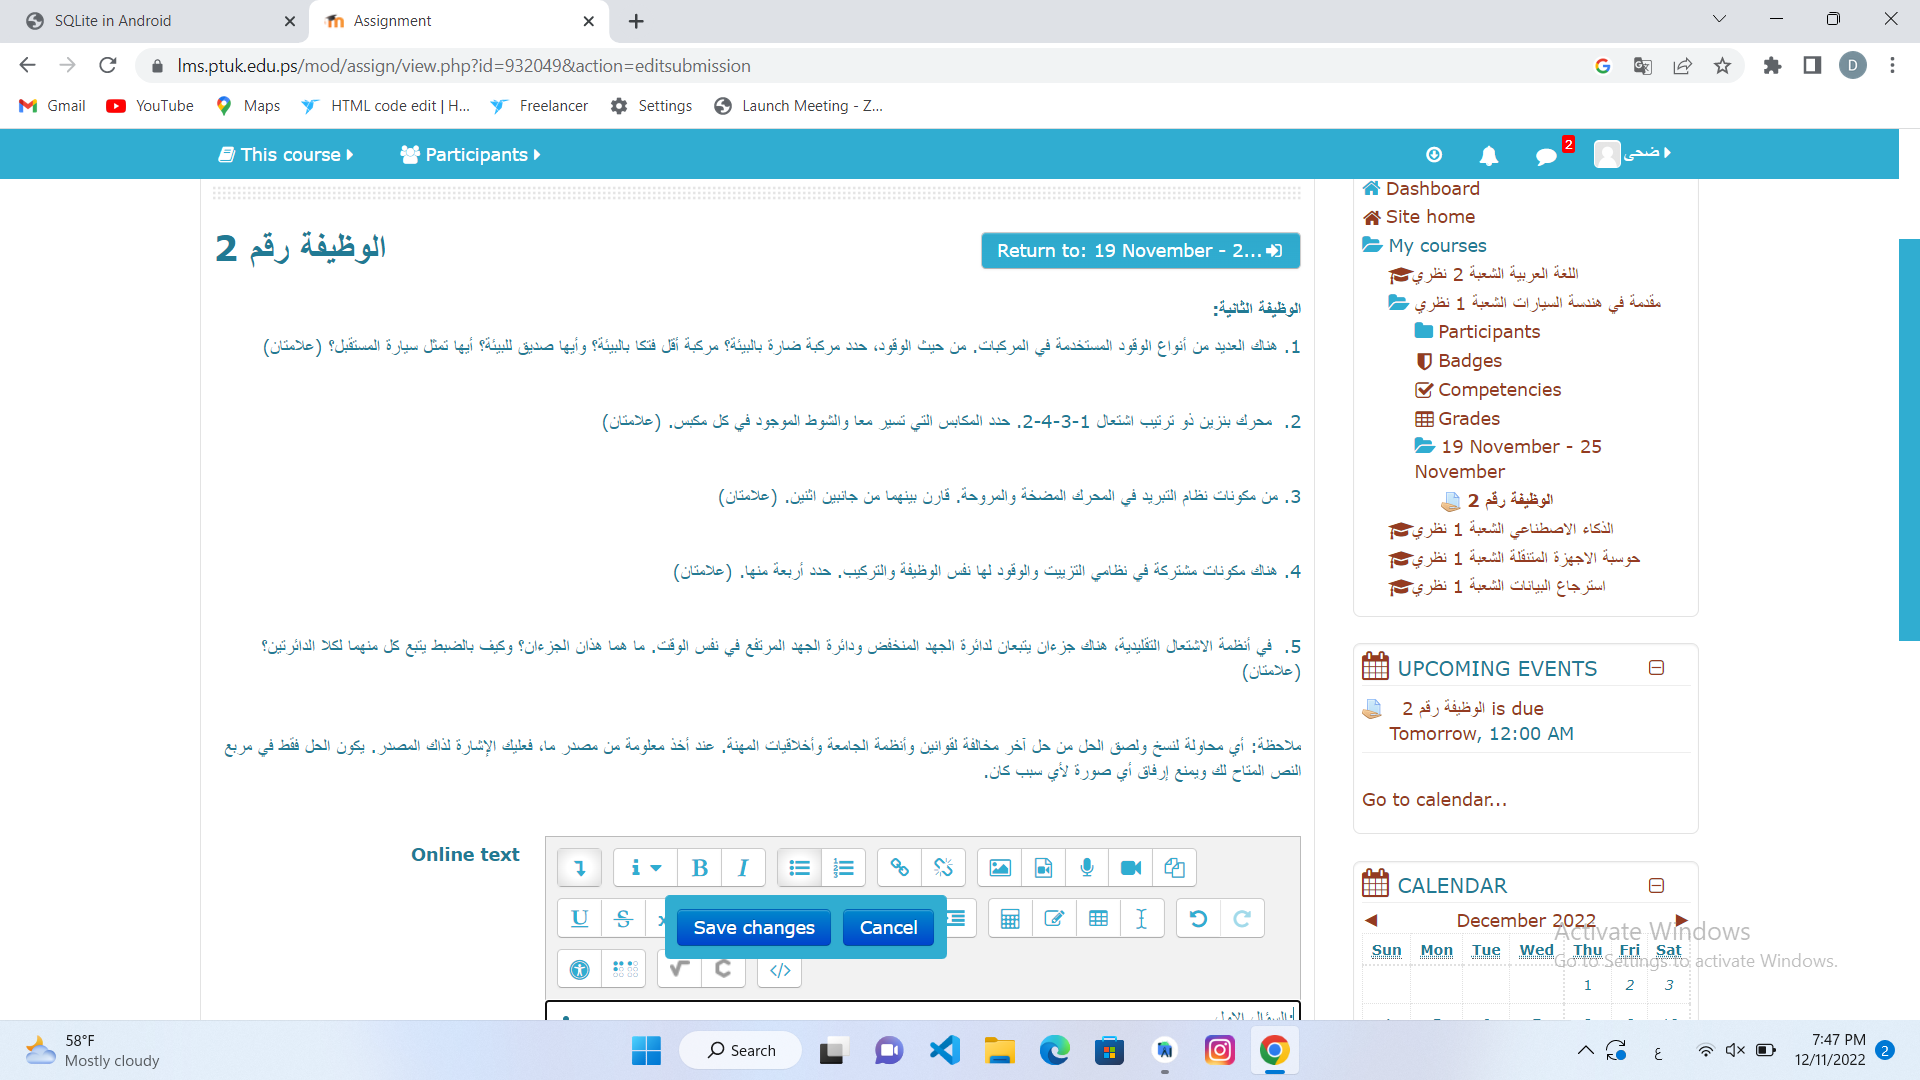 SQLite in Android
Assignment
lms.ptuk.edu.ps/mod/assign/view.php?id=932049&action=editsubmission
D
Gmail
YouTube
Maps
HTML code edit | H...
Freelancer
Settings
Launch Meeting - Z...
This course
Participants
2
ضحى
الوظيفة رقم 2
Return to: 19 November - 2...
الوظيفة الثانية:
1. هناك العديد من أنواع الوقود المستخدمة في المركبات. من حيث الوقود، حدد مركبة ضارة بالبيئة؟ مركبة أقل فتكا بالبيئة؟ وأيها صديق للبيئة؟ أيها تمثل سيارة المستقبل؟ (علامتان)
2. محرك بنزين ذو ترتيب اشتعال 1-3-4-2. حدد المكابس التي تسير معا والشوط الموجود في كل مكبس. (علامتان)
3. من مكونات نظام التبريد في المحرك المضخة والمروحة. قارن بينهما من جانبين اثنين. (علامتان)
4. هناك مكونات مشتركة في نظامي التزييت والوقود لها نفس الوظيفة والتركيب. حدد أربعة منها. (علامتان)
5. في أنظمة الاشتعال التقليدية، هناك جزءان يتبعان لدائرة الجهد المنخفض ودائرة الجهد المرتفع في نفس الوقت. ما هما هذان الجزءان؟ وكيف بالضبط يتبع كل منهما لكلا الدائرتين؟
(علامتان)
ملاحظة: أي محاولة لنسخ ولصق الحل من حل آخر مخالفة لقوانين وأنظمة الجامعة وأخلاقيات المهنة. عند أخذ معلومة من مصدر ما، فعليك الإشارة لذاك المصدر. يكون الحل فقط في مربع
النص المتاح لك ويمنع إرفاق أي صورة لأي سبب كان.
Online text
Save changes
Cancel
السؤال الاول:
Dashboard
Site home
My courses
اللغة العربية الشعبة 2 نظري
مقدمة في هندسة السيارات الشعبة 1 نظري
Participants
Badges
Competencies
Grades
19 November - 25
November
الوظيفة رقم 2
الذكاء الاصطناعي الشعبة 1 نظري
حوسبة الاجهزة المتنقلة الشعبة 1 نظري
استرجاع البيانات الشعبة 1 نظري
UPCOMING EVENTS
الوظيفة رقم 2 is due
Tomorrow, 12:00 AM
Go to calendar...
CALENDAR
December 2022
Sun Mon Tue Wed Thu Fri Sat
1 2 3
Activate Windows
Go to Settings to activate Windows.
58°F
Mostly cloudy
Search
ع
7:47 PM
12/11/2022
2